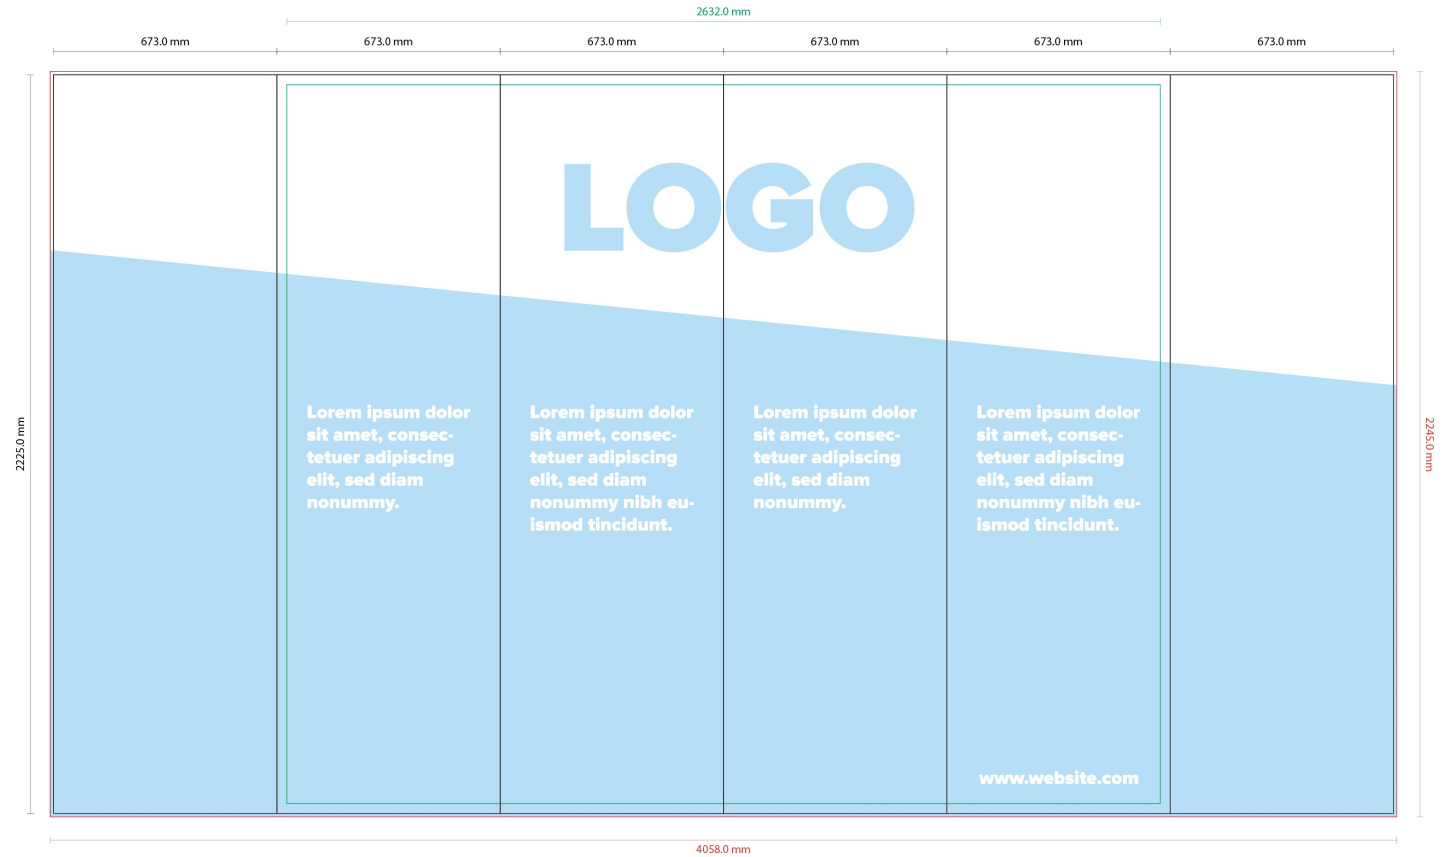 2632.0 mm
673.0 mm 673.0 mm 673.0 mm 673.0 mm 673.0 mm 673.0 mm
LOGO
Lorem ipsum dolor
sit amet, consec-
tetuer adipiscing
elit, sed diam
nonummy.
Lorem ipsum dolor
sit amet, consec-
tetuer adipiscing
elit, sed diam
nonummy nibh eu-
ismod tincidunt.
Lorem ipsum dolor
sit amet, consec-
tetuer adipiscing
elit, sed diam
nonummy.
Lorem ipsum dolor
sit amet, consec-
tetuer adipiscing
elit, sed diam
nonummy nibh eu-
ismod tincidunt.
2225.0 mm
2245.0 mm
www.website.com
4058.0 mm